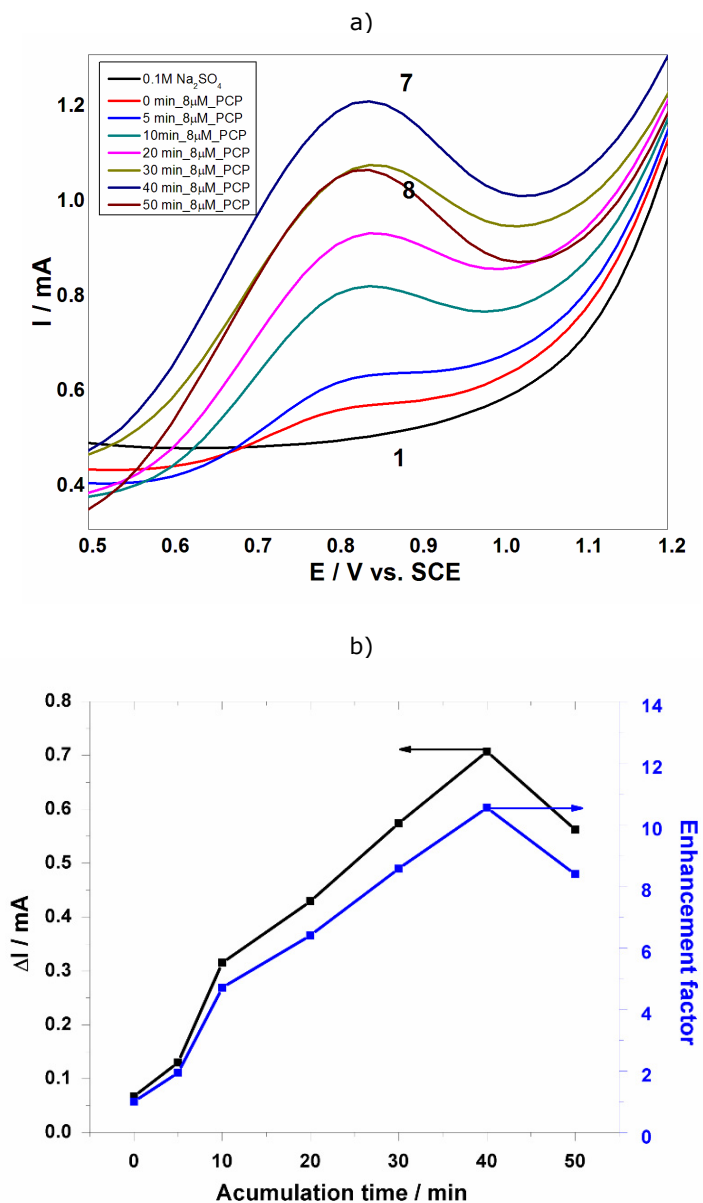 a)
0.1M Na₂SO₄
0 min_8µM_PCP
5 min_8µM_PCP
10min_8µM_PCP
20 min_8µM_PCP
30 min_8µM_PCP
40 min_8µM_PCP
50 min_8µM_PCP
7
8
1
1.2
1.0
0.8
0.6
0.4
I / mA
0.5 0.6 0.7 0.8 0.9 1.0 1.1 1.2
E / V vs. SCE
b)
0.8
0.7
0.6
0.5
0.4
0.3
0.2
0.1
0.0
ΔI / mA
14
12
10
8
6
4
2
0
Enhancement factor
0 10 20 30 40 50
Acumulation time / min